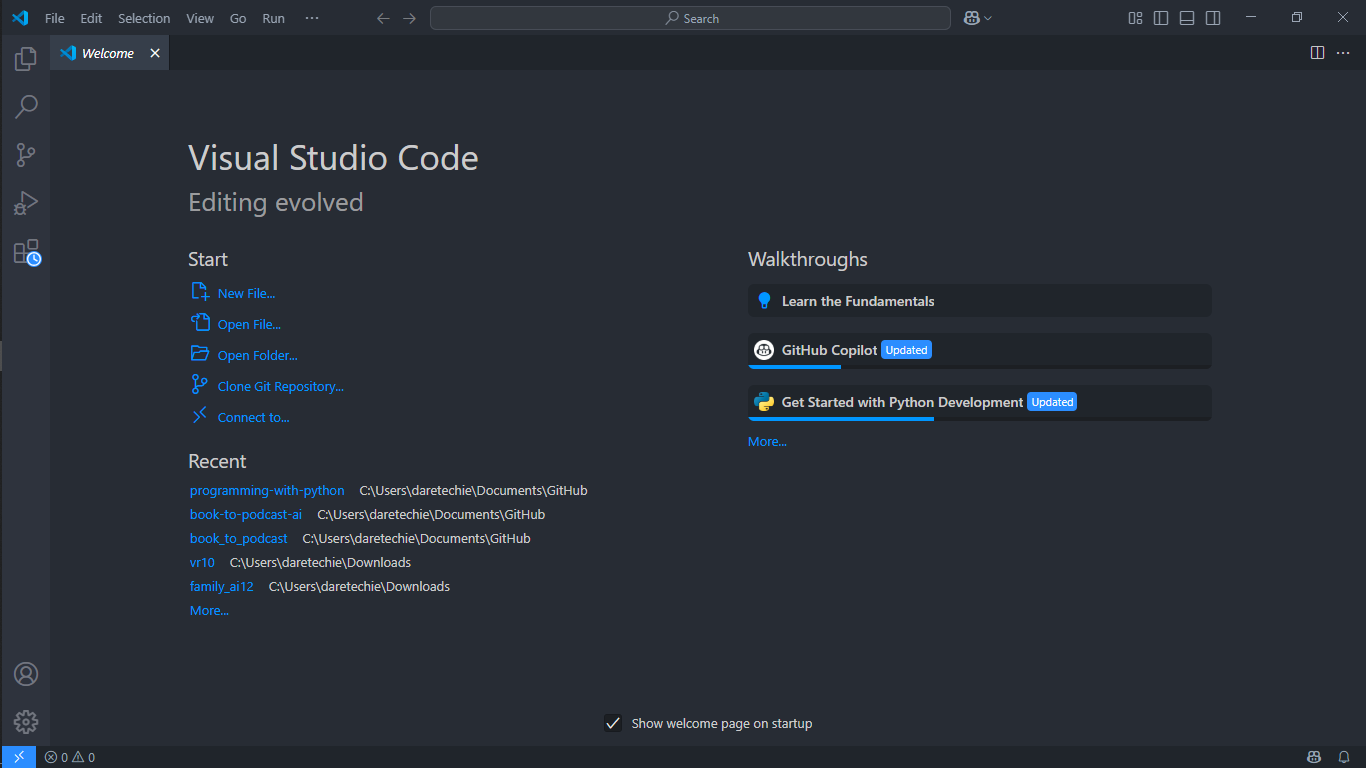 File Edit Selection View Go Run ···
Search
Welcome
Visual Studio Code
Editing evolved
Start
New File...
Open File...
Open Folder...
Clone Git Repository...
Connect to...
Recent
programming-with-python C:\Users\daretechie\Documents\GitHub
book-to-podcast-ai C:\Users\daretechie\Documents\GitHub
book_to_podcast C:\Users\daretechie\Documents\GitHub
vr10 C:\Users\daretechie\Downloads
family_ai12 C:\Users\daretechie\Downloads
More...
Walkthroughs
Learn the Fundamentals
GitHub Copilot Updated
Get Started with Python Development Updated
More...
Show welcome page on startup
0 0